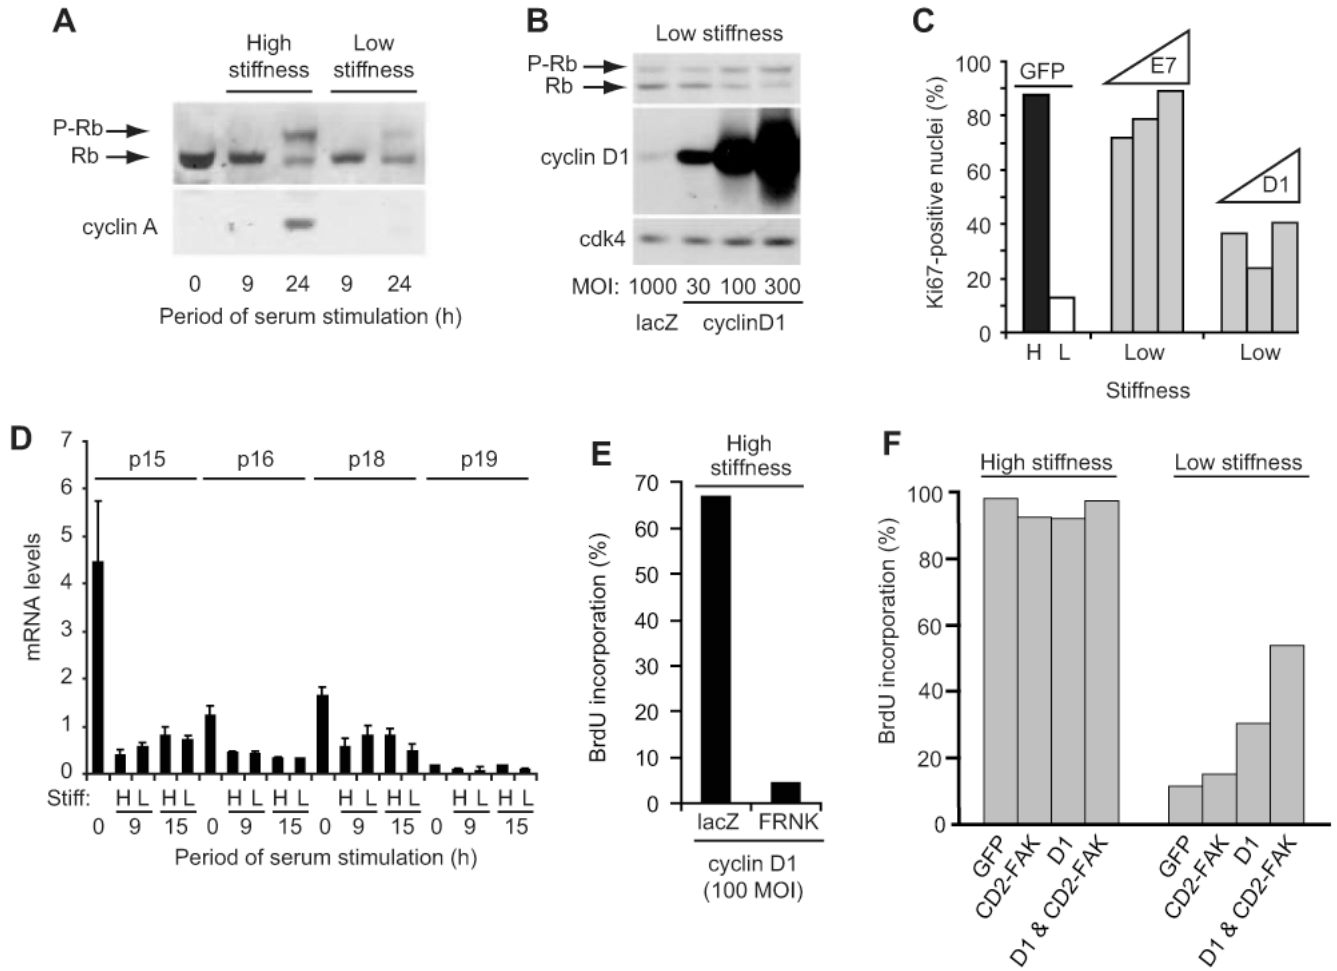 A
High
stiffness
Low
stiffness
P-Rb
Rb
cyclin A
0 9 24 9 24
Period of serum stimulation (h)
B
Low stiffness
P-Rb
Rb
cyclin D1
cdk4
MOI: 1000 30 100 300
lacZ cyclinD1
C
Ki67-positive nuclei (%)
100
80
60
40
20
0
GFP
E7
D1
H L Low Low
Stiffness
D
mRNA levels
7
6
5
4
3
2
1
0
p15 p16 p18 p19
Stiff: H L H L H L H L H L H L H L H L
0 9 15 0 9 15 0 9 15 0 9 15
Period of serum stimulation (h)
E
High
stiffness
BrdU incorporation (%)
70
60
50
40
30
20
10
0
lacZ FRNK
cyclin D1
(100 MOI)
F
High stiffness Low stiffness
BrdU incorporation (%)
100
80
60
40
20
0
GFP
CD2-FAK
D1
D1 & CD2-FAK
GFP
CD2-FAK
D1
D1 & CD2-FAK